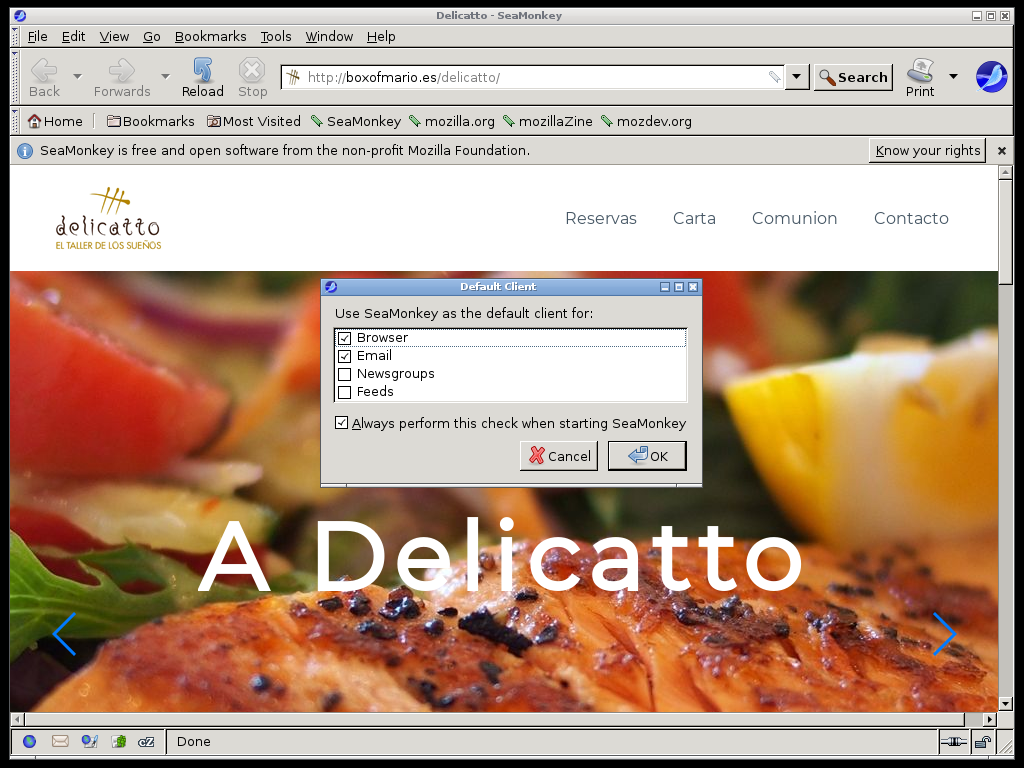 Delicatto - SeaMonkey
File Edit View Go Bookmarks Tools Window Help
Back Forwards Reload Stop http://boxofmario.es/delicatto/ Search Print
Home Bookmarks Most Visited SeaMonkey mozilla.org mozillaZine mozdev.org
SeaMonkey is free and open software from the non-profit Mozilla Foundation. Know your rights
delicatto
EL TALLER DE LOS SUEÑOS
Reservas Carta Comunion Contacto
Default Client
Use SeaMonkey as the default client for:
Browser
Email
Newsgroups
Feeds
Always perform this check when starting SeaMonkey
Cancel OK
A Delicatto
cZ Done